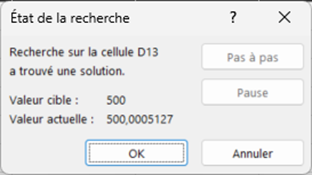 État de la recherche ? ×
Recherche sur la cellule D13
a trouvé une solution.
Pas à pas
Valeur cible : 500
Pause
Valeur actuelle : 500,0005127
OK Annuler